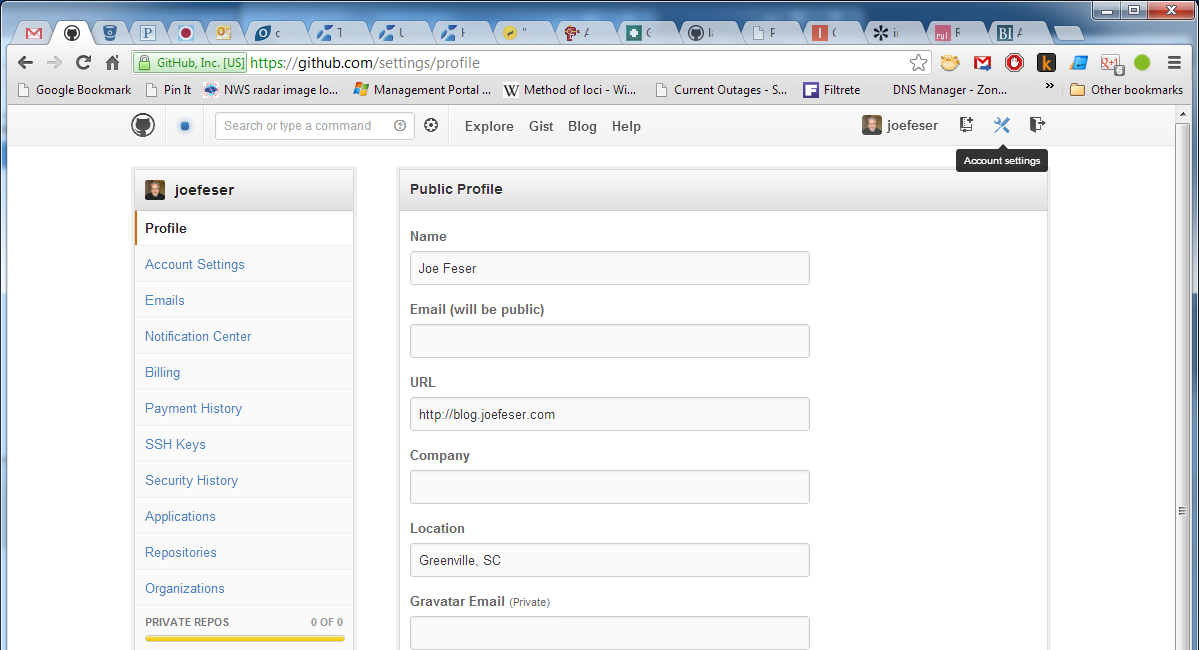 GitHub, Inc. [US] https://github.com/settings/profile
Google Bookmark Pin It NWS radar image lo... Management Portal ... Method of loci - Wi... Current Outages - S... Filtrete DNS Manager - Zon... » Other bookmarks
Search or type a command Explore Gist Blog Help joefeser
Account settings
joefeser
Profile
Account Settings
Emails
Notification Center
Billing
Payment History
SSH Keys
Security History
Applications
Repositories
Organizations
PRIVATE REPOS 0 OF 0
Public Profile
Name
Joe Feser
Email (will be public)
URL
http://blog.joefeser.com
Company
Location
Greenville, SC
Gravatar Email (Private)